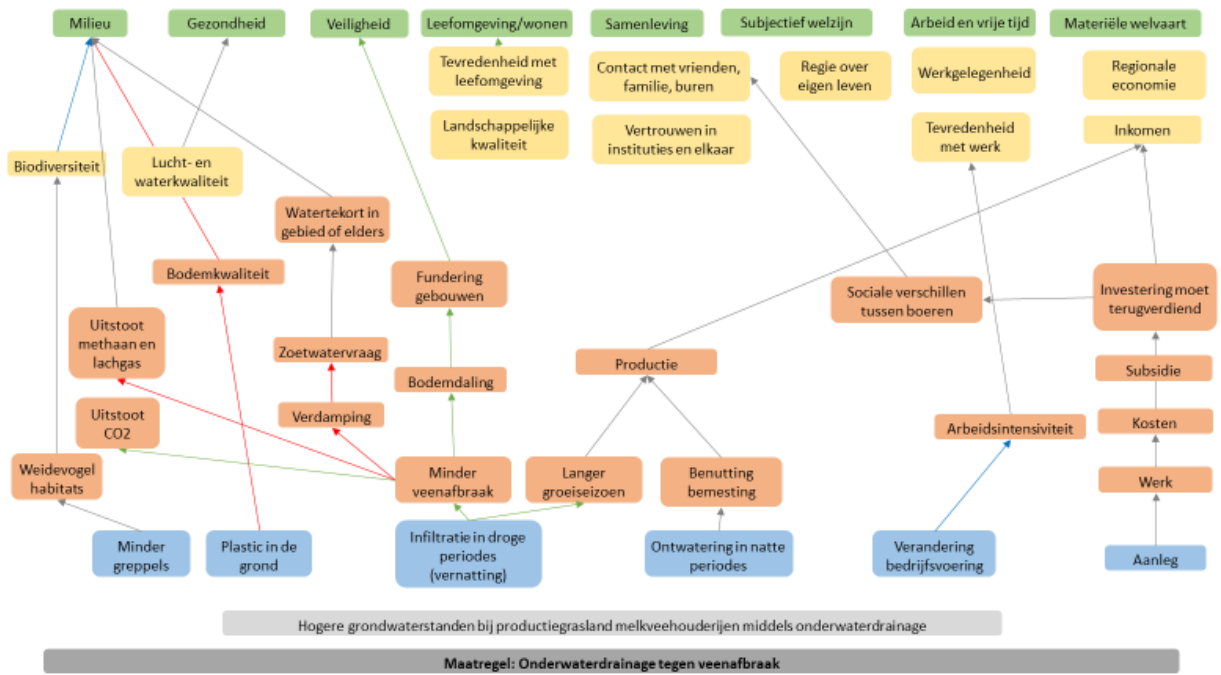 Milieu
Gezondheid
Veiligheid
Leefomgeving/wonen
Samenleving
Subjectief welzijn
Arbeid en vrije tijd
Materiële welvaart
Tevredenheid met
leefomgeving
Contact met vrienden,
familie, buren
Regie over
eigen leven
Werkgelegenheid
Regionale
economie
Landschappelijke
kwaliteit
Vertrouwen in
instituties en elkaar
Tevredenheid
met werk
Inkomen
Biodiversiteit
Lucht- en
waterkwaliteit
Watertekort in
gebied of elders
Bodemkwaliteit
Fundering
gebouwen
Sociale verschillen
tussen boeren
Investering moet
terugverdiend
Uitstoot
methaan en
lachgas
Zoetwatervraag
Productie
Subsidie
Bodemdaling
Uitstoot
CO2
Verdamping
Arbeidsintensiviteit
Kosten
Weidevogel
habitats
Minder
veenafbraak
Langer
groeiseizoen
Benutting
bemesting
Werk
Minder
greppels
Plastic in de
grond
Infiltratie in droge
periodes
(vernatting)
Ontwatering in natte
periodes
Verandering
bedrijfsvoering
Aanleg
Hogere grondwaterstanden bij productiegrasland melkveehouderijen middels onderwaterdrainage
Maatregel: Onderwaterdrainage tegen veenafbraak